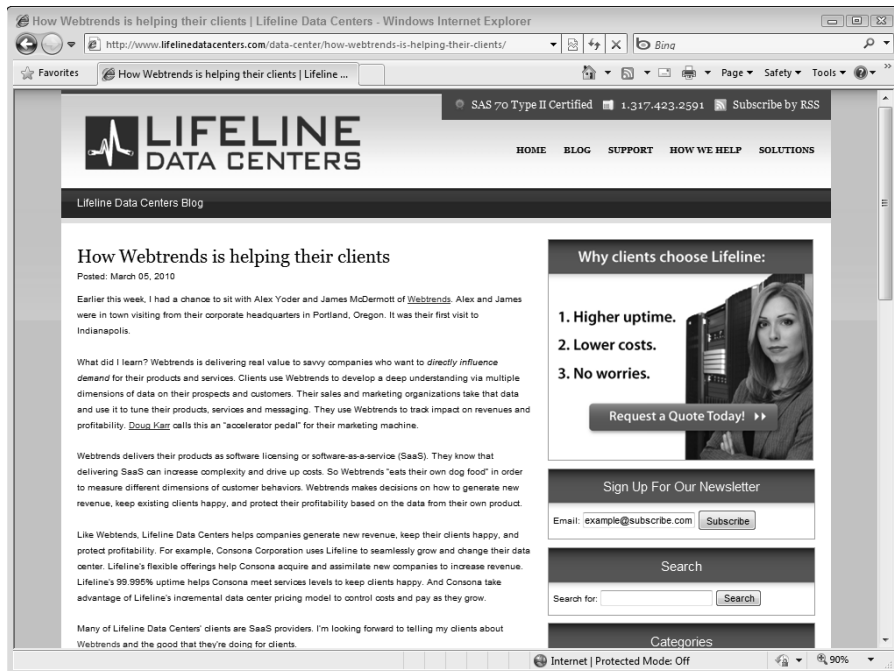 How Webtrends is helping their clients | Lifeline Data Centers - Windows Internet Explorer
http://www.lifelinedatacenters.com/data-center/how-webtrends-is-helping-their-clients/
Bing
Favorites
How Webtrends is helping their clients | Lifeline ...
Page
Safety
Tools
SAS 70 Type II Certified
1.317.423.2591
Subscribe by RSS
LIFELINE
DATA CENTERS
HOME
BLOG
SUPPORT
HOW WE HELP
SOLUTIONS
Lifeline Data Centers Blog
How Webtrends is helping their clients
Posted: March 05, 2010
Earlier this week, I had a chance to sit with Alex Yoder and James McDermott of Webtrends. Alex and James
were in town visiting from their corporate headquarters in Portland, Oregon. It was their first visit to
Indianapolis.
What did I learn? Webtrends is delivering real value to savvy companies who want to directly influence
demand for their products and services. Clients use Webtrends to develop a deep understanding via multiple
dimensions of data on their prospects and customers. Their sales and marketing organizations take that data
and use it to tune their products, services and messaging. They use Webtrends to track impact on revenues and
profitability. Doug Karr calls this an "accelerator pedal" for their marketing machine.
Webtrends delivers their products as software licensing or software-as-a-service (SaaS). They know that
delivering SaaS can increase complexity and drive up costs. So Webtrends "eats their own dog food" in order
to measure different dimensions of customer behaviors. Webtrends makes decisions on how to generate new
revenue, keep existing clients happy, and protect their profitability based on the data from their own product.
Like Webtends, Lifeline Data Centers helps companies generate new revenue, keep their clients happy, and
protect profitability. For example, Consona Corporation uses Lifeline to seamlessly grow and change their data
center. Lifeline's flexible offerings help Consona acquire and assimilate new companies to increase revenue.
Lifeline's 99.995% uptime helps Consona meet services levels to keep clients happy. And Consona take
advantage of Lifeline's incremental data center pricing model to control costs and pay as they grow.
Many of Lifeline Data Centers' clients are SaaS providers. I'm looking forward to telling my clients about
Webtrends and the good that they're doing for clients.
Why clients choose Lifeline:
1. Higher uptime.
2. Lower costs.
3. No worries.
Request a Quote Today!
Sign Up For Our Newsletter
Email: example@subscribe.com Subscribe
Search
Search for: Search
Categories
Internet | Protected Mode: Off
90%